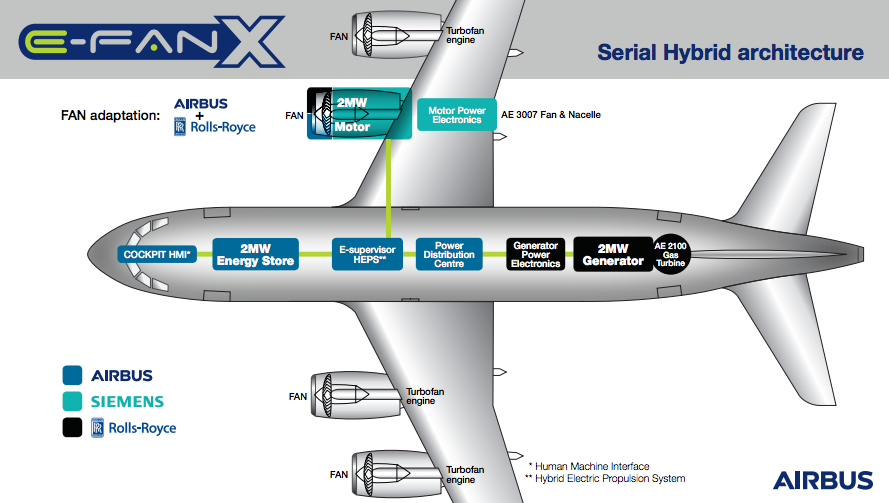 E-FAN X
Serial Hybrid architecture
FAN
Turbofan
engine
FAN adaptation:
AIRBUS
+
RR
Rolls-Royce
FAN
2MW
Motor
Motor Power
Electronics
AE 3007 Fan & Nacelle
COCKPIT HMI*
2MW
Energy Store
E-supervisor
HEPS**
Power
Distribution
Centre
Generator
Power
Electronics
2MW
Generator
AE 2100
Gas
Turbine
AIRBUS
SIEMENS
RR
Rolls-Royce
FAN
Turbofan
engine
FAN
Turbofan
engine
* Human Machine Interface
** Hybrid Electric Propulsion System
AIRBUS